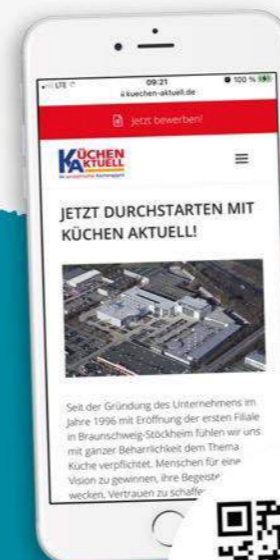 LTE
09:21
100 %
kuechen-aktuell.de
Jetzt bewerben!
KÜCHEN
AKTUELL
JETZT DURCHSTARTEN MIT
KÜCHEN AKTUELL!
Seit der Gründung des Unternehmens im
Jahre 1996 mit Eröffnung der ersten Filiale
in Braunschweig-Stöckheim fühlen wir uns
mit ganzer Beharrlichkeit dem Thema
Küche verpflichtet. Menschen für eine
Vision zu gewinnen, ihre Begeiste
wecken, Vertrauen zu schaffe